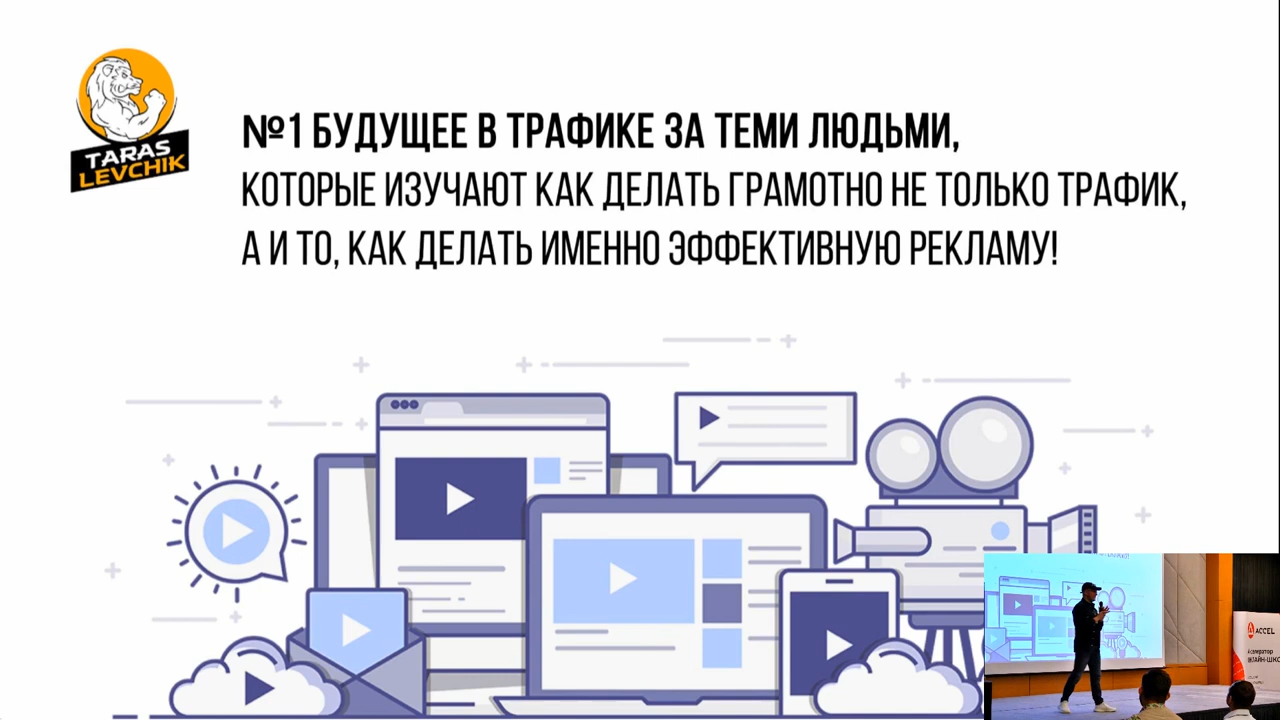 TARAS
LEVCHIK
№1 БУДУЩЕЕ В ТРАФИКЕ ЗА ТЕМИ ЛЮДЬМИ,
КОТОРЫЕ ИЗУЧАЮТ КАК ДЕЛАТЬ ГРАМОТНО НЕ ТОЛЬКО ТРАФИК,
А И ТО, КАК ДЕЛАТЬ ИМЕННО ЭФФЕКТИВНУЮ РЕКЛАМУ!
ACCEL